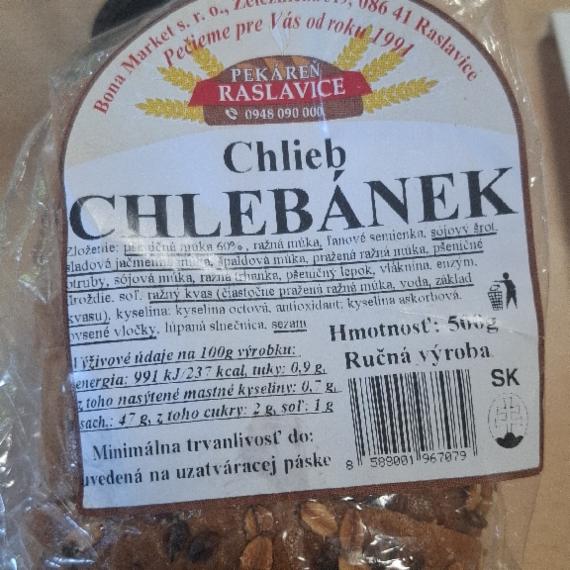 Bona Market s. r. o., 086 41 Raslavice
Pečieme pre Vás od roku 1991
PEKÁREŇ
RASLAVICE
0948 090 000
Chlieb
CHLEBÁNEK
Zloženie: pšeničná múka 60%, ražná múka, ľanové semienka, sójový šrot,
sladová jačmenná múka, špaldová múka, pražená ražná múka, pšeničné
otruby, sójová múka, ražná trhanka, pšeničný lepok, vláknina, enzým,
droždie, soľ, ražný kvas (čiastočne pražená ražná múka, voda, základ
kvasu), kyselina: kyselina octová, antioxidant: kyselina askorbová,
ovsené vločky, lúpaná slnečnica, sezam
Hmotnosť: 500g
Ručná výroba
Výživové údaje na 100g výrobku:
energia: 991 kJ/237 kcal, tuky: 0,9 g,
z toho nasýtené mastné kyseliny: 0,7 g,
sach.: 47 g, z toho cukry: 2 g, soľ: 1 g
SK
Minimálna trvanlivosť do:
uvedená na uzatváracej páske
8 589001 967079